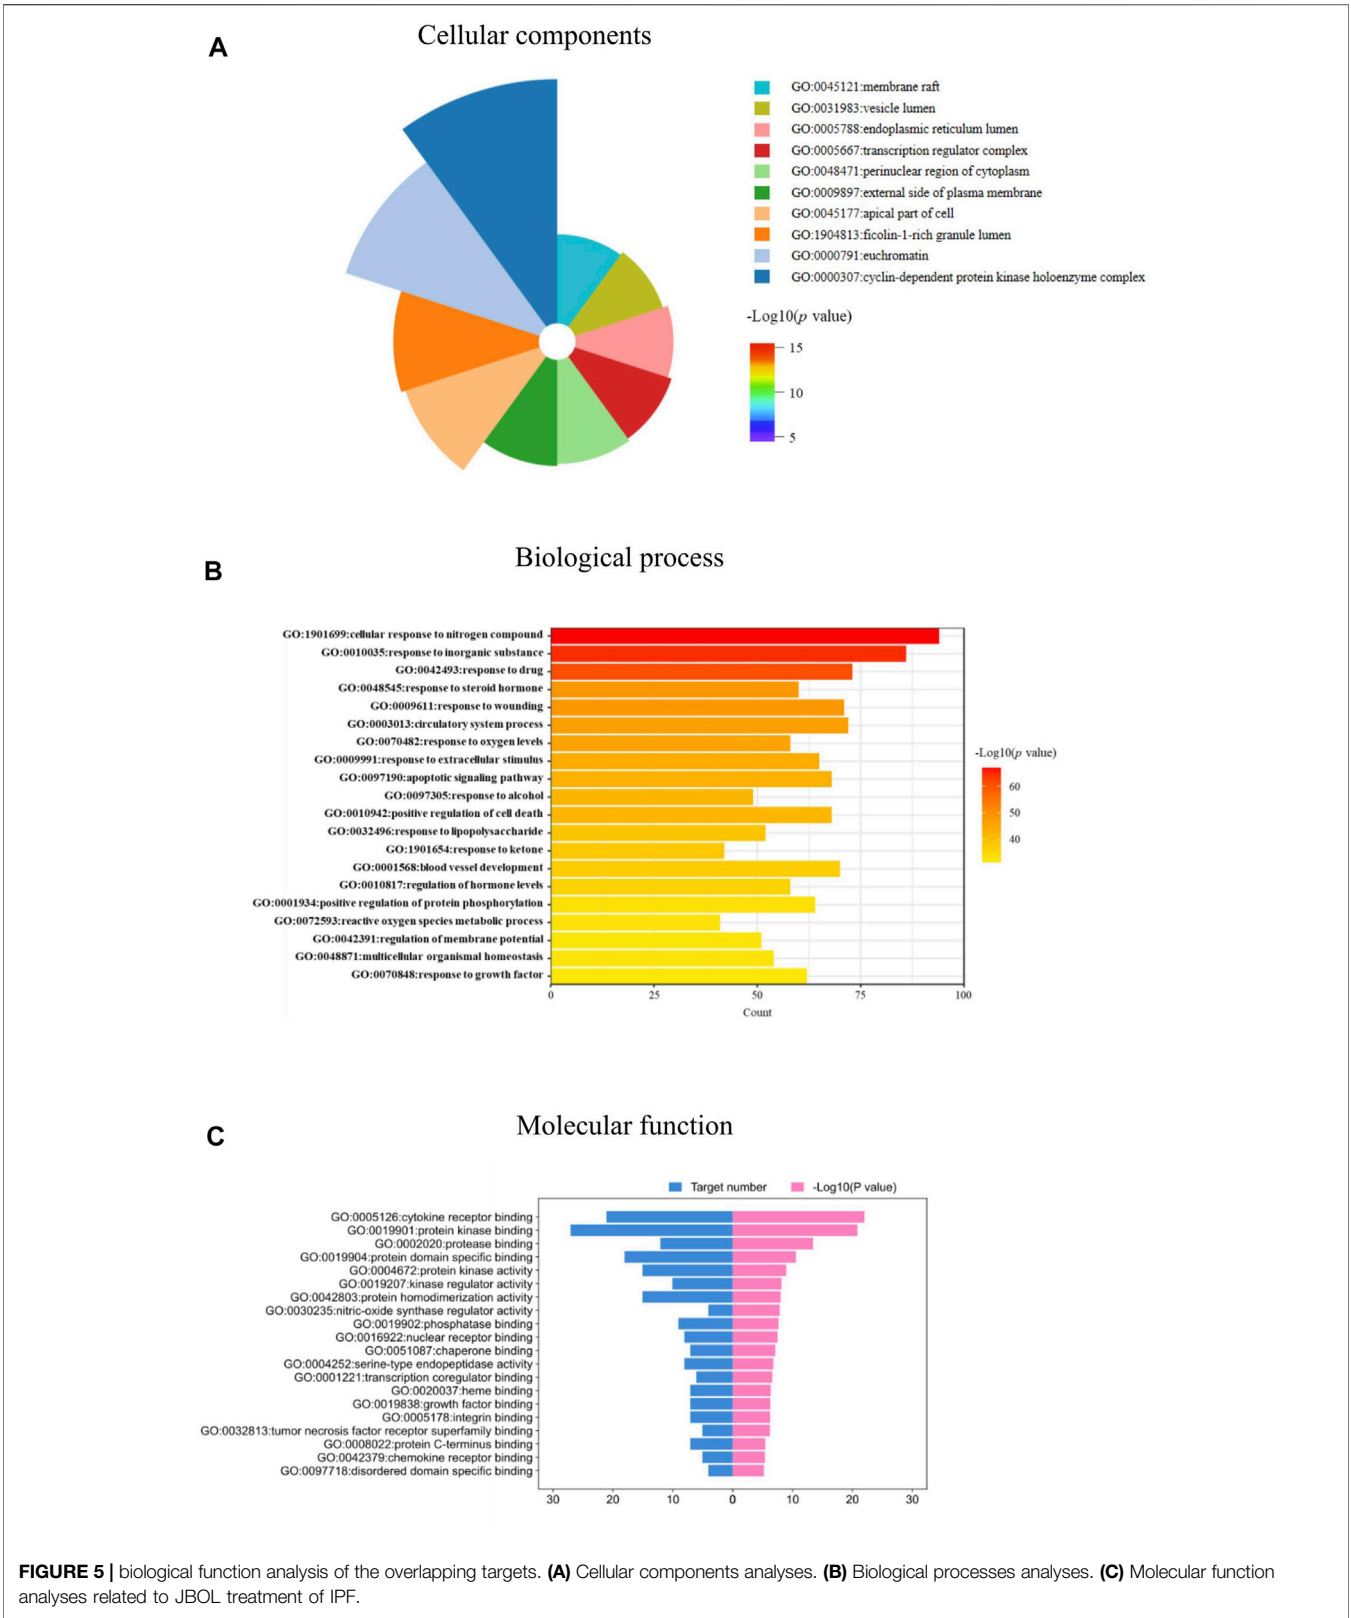 A
Cellular components
GO:0045121:membrane raft
GO:0031983:vesicle lumen
GO:0005788:endoplasmic reticulum lumen
GO:0005667:transcription regulator complex
GO:0048471:perinuclear region of cytoplasm
GO:0009897:external side of plasma membrane
GO:0045177:apical part of cell
GO:1904813:ficolin-1-rich granule lumen
GO:0000791:euchromatin
GO:0000307:cyclin-dependent protein kinase holoenzyme complex
-Log10(p value)
15
10
5
B
Biological process
GO:1901699:cellular response to nitrogen compound
GO:0010035:response to inorganic substance
GO:0042493:response to drug
GO:0048545:response to steroid hormone
GO:0009611:response to wounding
GO:0003013:circulatory system process
GO:0070482:response to oxygen levels
GO:0009991:response to extracellular stimulus
GO:0097190:apoptotic signaling pathway
GO:0097305:response to alcohol
GO:0010942:positive regulation of cell death
GO:0032496:response to lipopolysaccharide
GO:1901654:response to ketone
GO:0001568:blood vessel development
GO:0010817:regulation of hormone levels
GO:0001934:positive regulation of protein phosphorylation
GO:0072593:reactive oxygen species metabolic process
GO:0042391:regulation of membrane potential
GO:0048871:multicellular organismal homeostasis
GO:0070848:response to growth factor
0 25 50 75 100
Count
-Log10(p value)
60
50
40
C
Molecular function
Target number -Log10(P value)
GO:0005126:cytokine receptor binding
GO:0019901:protein kinase binding
GO:0002020:protease binding
GO:0019904:protein domain specific binding
GO:0004672:protein kinase activity
GO:0019207:kinase regulator activity
GO:0042803:protein homodimerization activity
GO:0030235:nitric-oxide synthase regulator activity
GO:0019902:phosphatase binding
GO:0016922:nuclear receptor binding
GO:0051087:chaperone binding
GO:0004252:serine-type endopeptidase activity
GO:0001221:transcription coregulator binding
GO:0020037:heme binding
GO:0019838:growth factor binding
GO:0005178:integrin binding
GO:0032813:tumor necrosis factor receptor superfamily binding
GO:0008022:protein C-terminus binding
GO:0042379:chemokine receptor binding
GO:0097718:disordered domain specific binding
30 20 10 0 10 20 30
FIGURE 5 | biological function analysis of the overlapping targets. (A) Cellular components analyses. (B) Biological processes analyses. (C) Molecular function
analyses related to JBOL treatment of IPF.